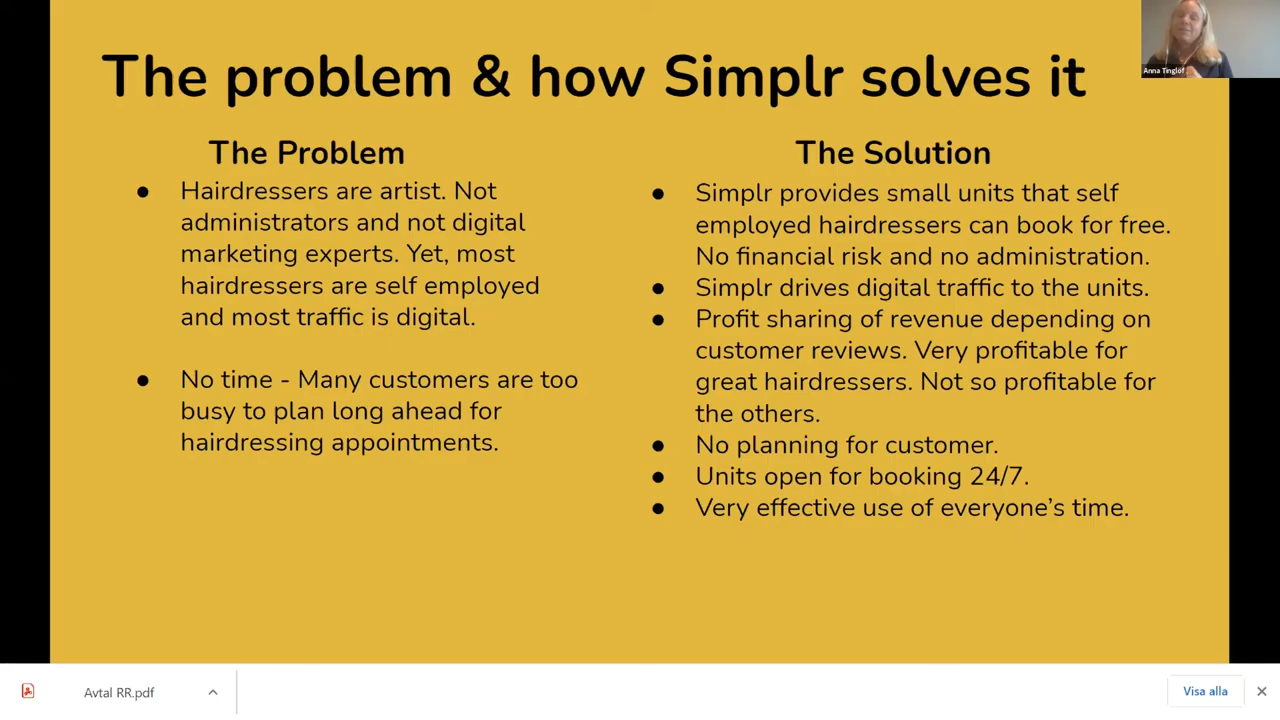 The problem & how Simplr solves it
Anna Tinglöf
The Problem
Hairdressers are artist. Not
administrators and not digital
marketing experts. Yet, most
hairdressers are self employed
and most traffic is digital.
No time - Many customers are too
busy to plan long ahead for
hairdressing appointments.
The Solution
Simplr provides small units that self
employed hairdressers can book for free.
No financial risk and no administration.
Simplr drives digital traffic to the units.
Profit sharing of revenue depending on
customer reviews. Very profitable for
great hairdressers. Not so profitable for
the others.
No planning for customer.
Units open for booking 24/7.
Very effective use of everyone’s time.
Avtal RR.pdf
Visa alla